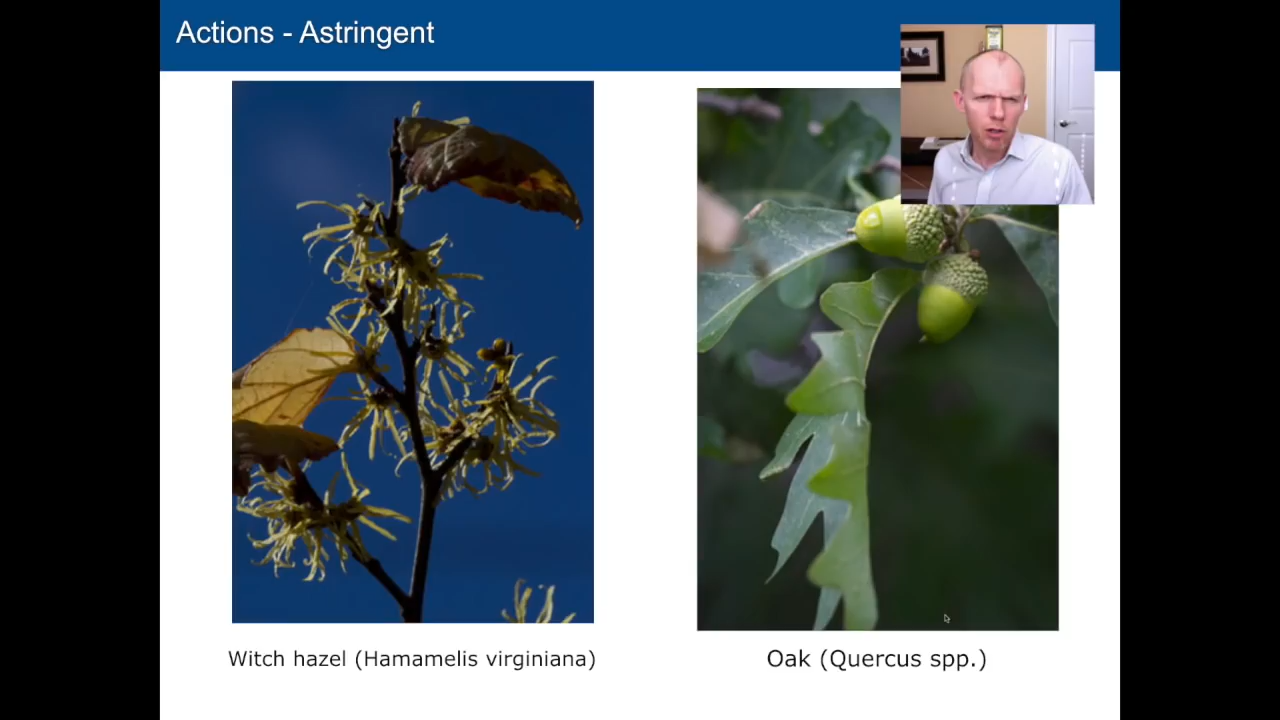 Actions - Astringent
Witch hazel (Hamamelis virginiana)
Oak (Quercus spp.)